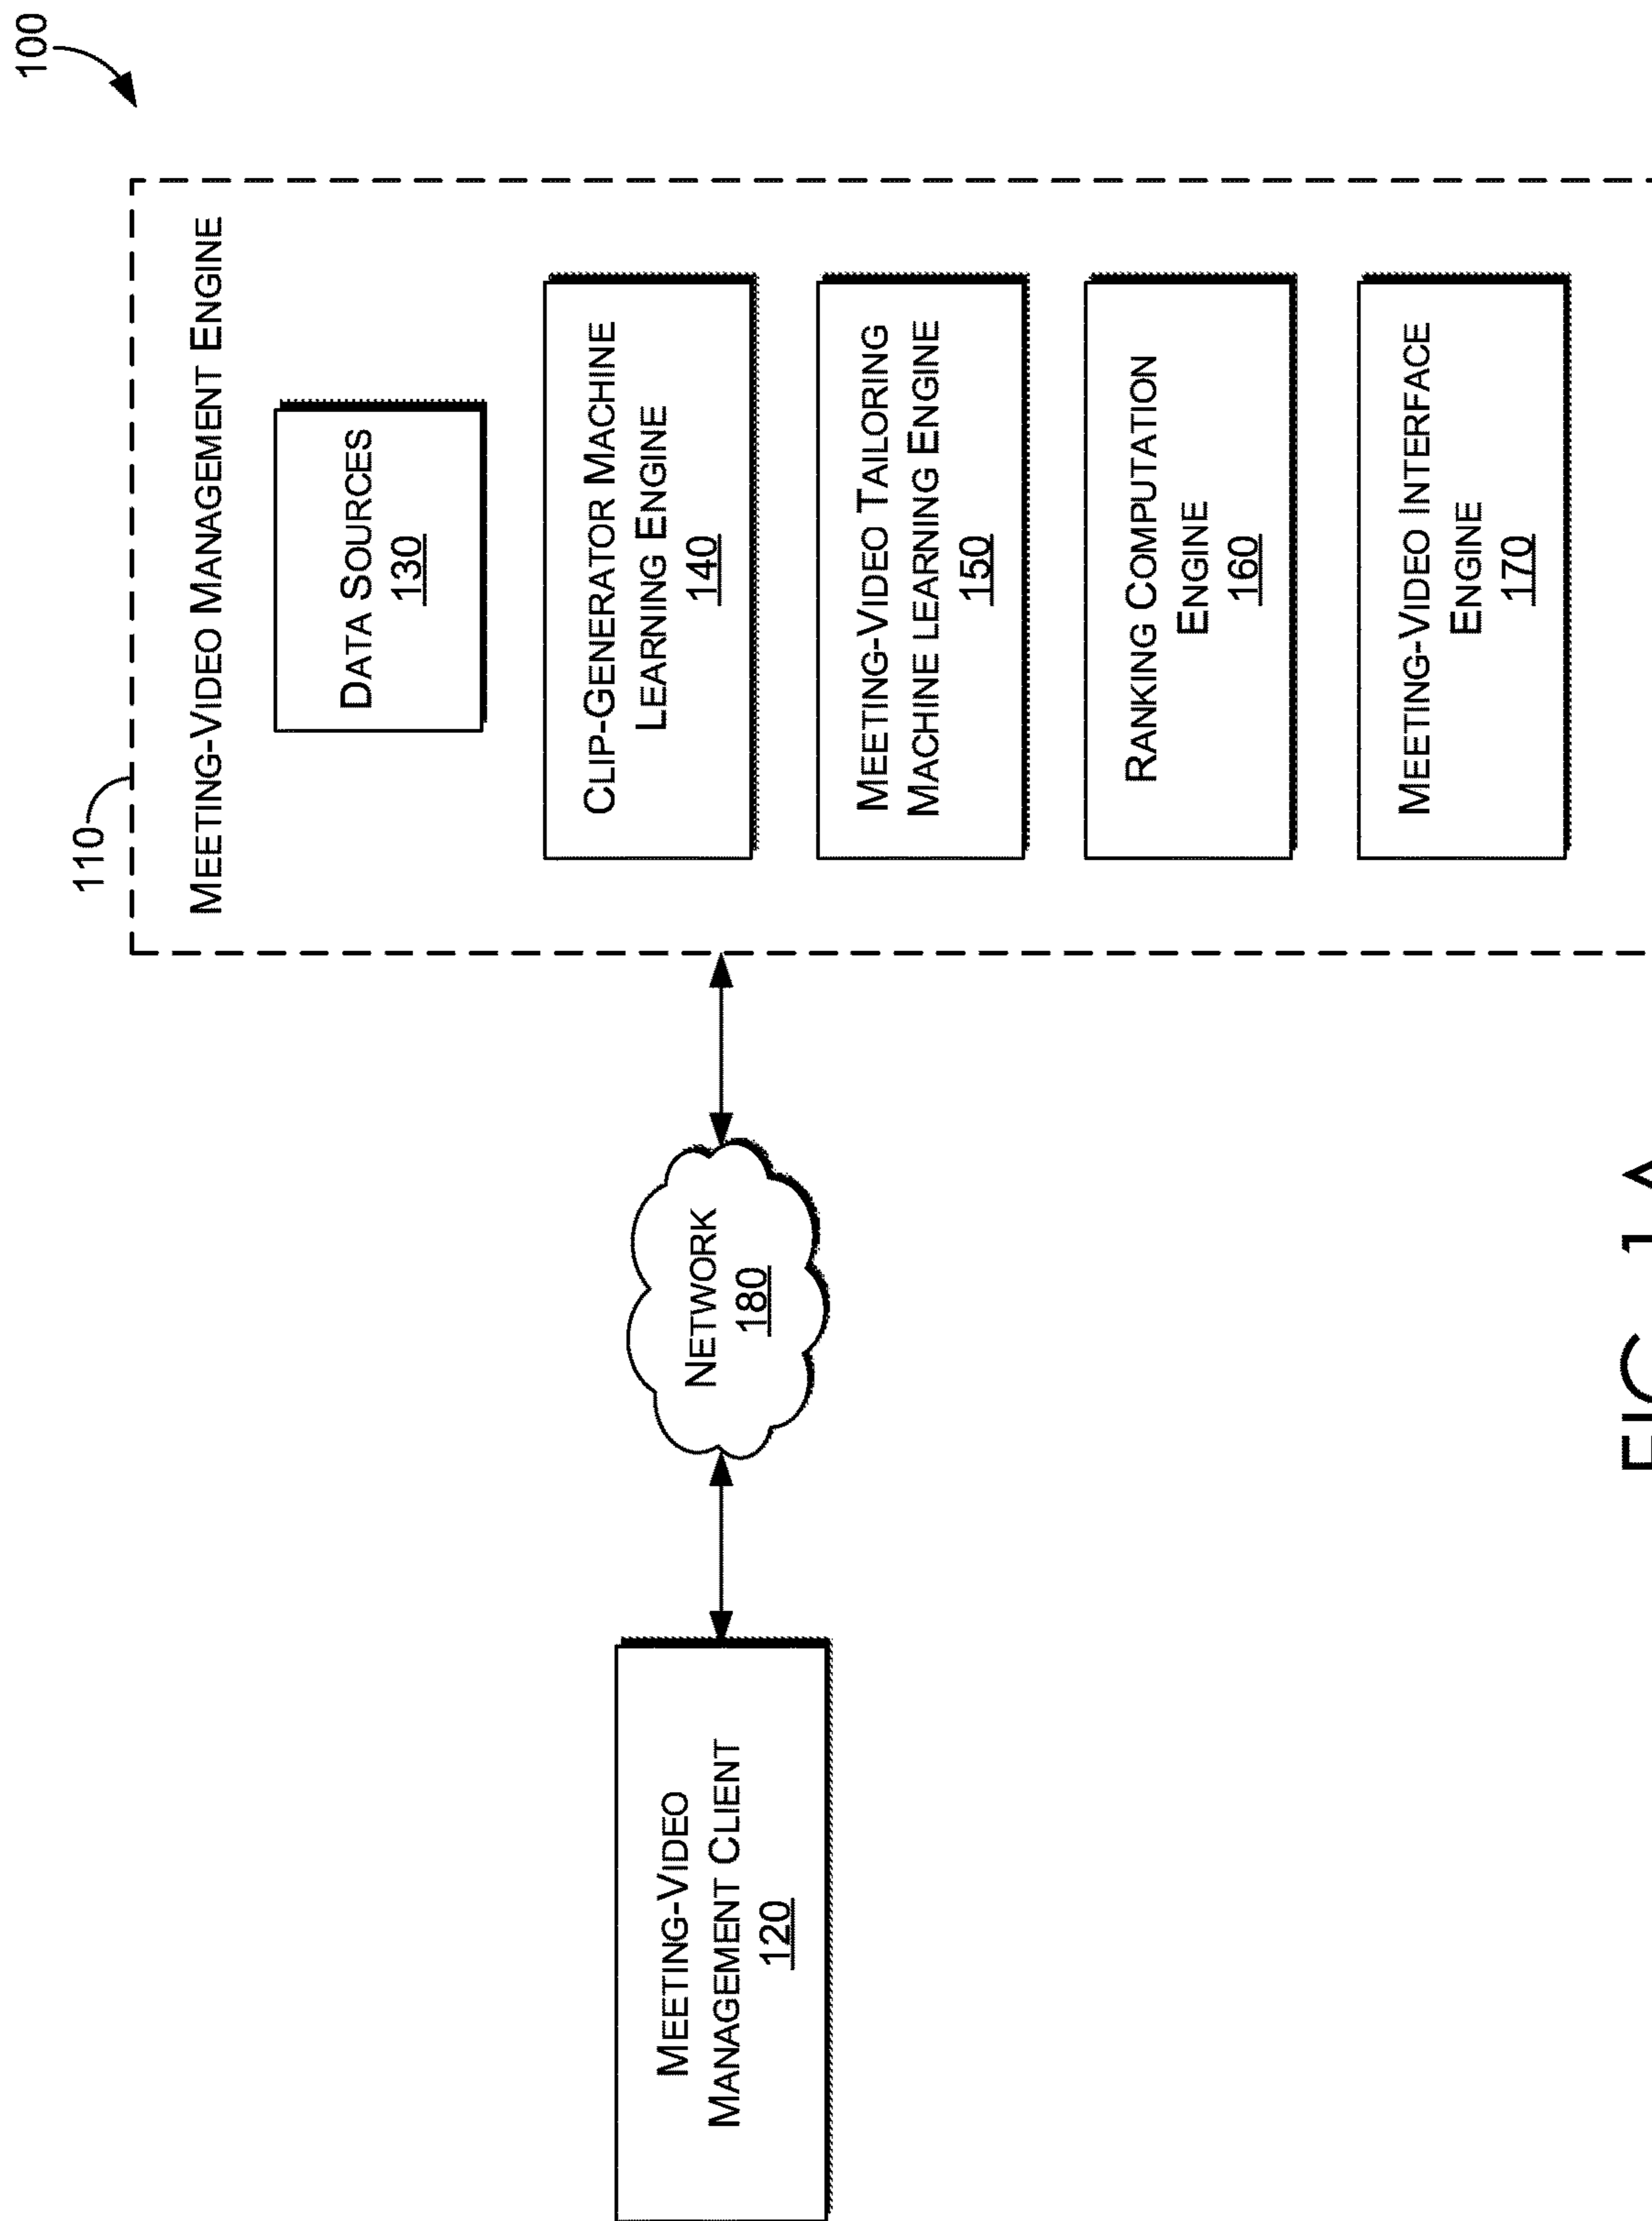 100
110
MEETING-VIDEO MANAGEMENT ENGINE
DATA SOURCES
130
CLIP-GENERATOR MACHINE
LEARNING ENGINE
140
MEETING-VIDEO TAILORING
MACHINE LEARNING ENGINE
150
RANKING COMPUTATION
ENGINE
160
MEETING-VIDEO INTERFACE
ENGINE
170
NETWORK
180
MEETING-VIDEO
MANAGEMENT CLIENT
120
FIG. 1A